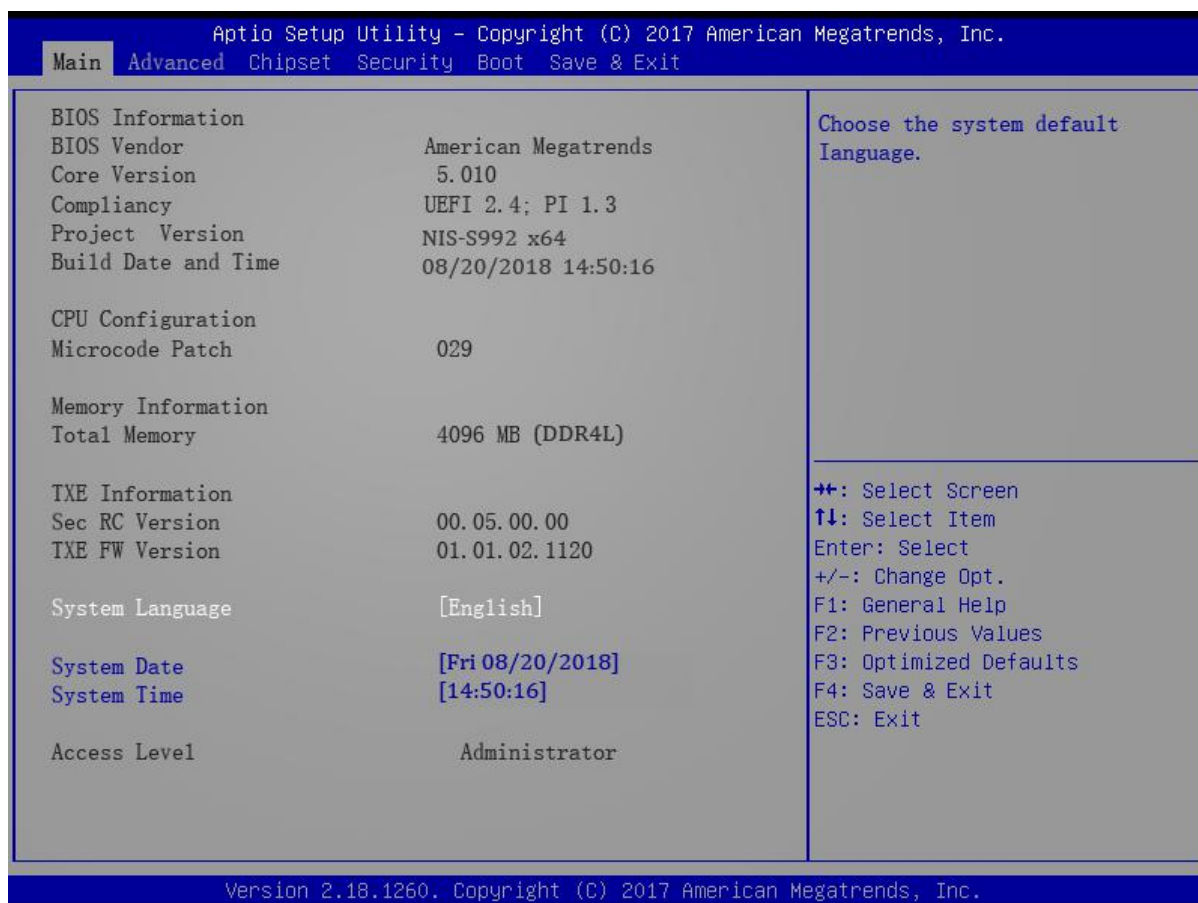 Aptio Setup Utility – Copyright (C) 2017 American Megatrends, Inc.
Main Advanced Chipset Security Boot Save & Exit
BIOS Information
BIOS Vendor American Megatrends
Core Version 5.010
Compliancy UEFI 2.4; PI 1.3
Project Version NIS-S992 x64
Build Date and Time 08/20/2018 14:50:16
CPU Configuration
Microcode Patch 029
Memory Information
Total Memory 4096 MB (DDR4L)
TXE Information
Sec RC Version 00.05.00.00
TXE FW Version 01.01.02.1120
System Language [English]
System Date [Fri 08/20/2018]
System Time [14:50:16]
Access Level Administrator
Choose the system default
language.
→←: Select Screen
↑↓: Select Item
Enter: Select
+/-: Change Opt.
F1: General Help
F2: Previous Values
F3: Optimized Defaults
F4: Save & Exit
ESC: Exit
Version 2.18.1260. Copyright (C) 2017 American Megatrends, Inc.